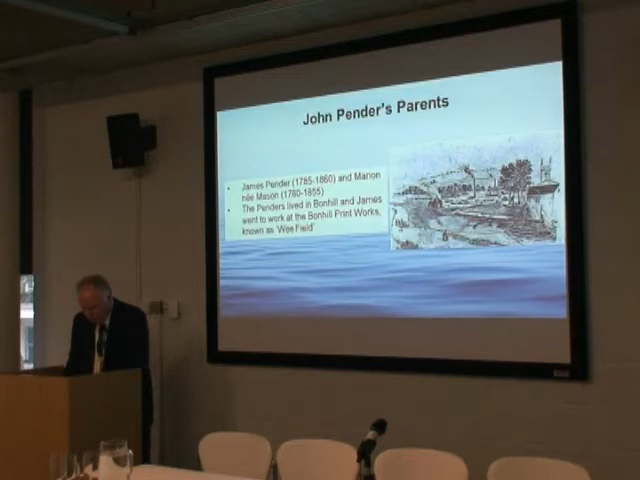 John Pender's Parents
• James Pender (1785-1860) and Marion
née Mason (1780-1855)
• The Penders lived in Bonhill and James
went to work at the Bonhill Print Works,
known as 'Wee Field'